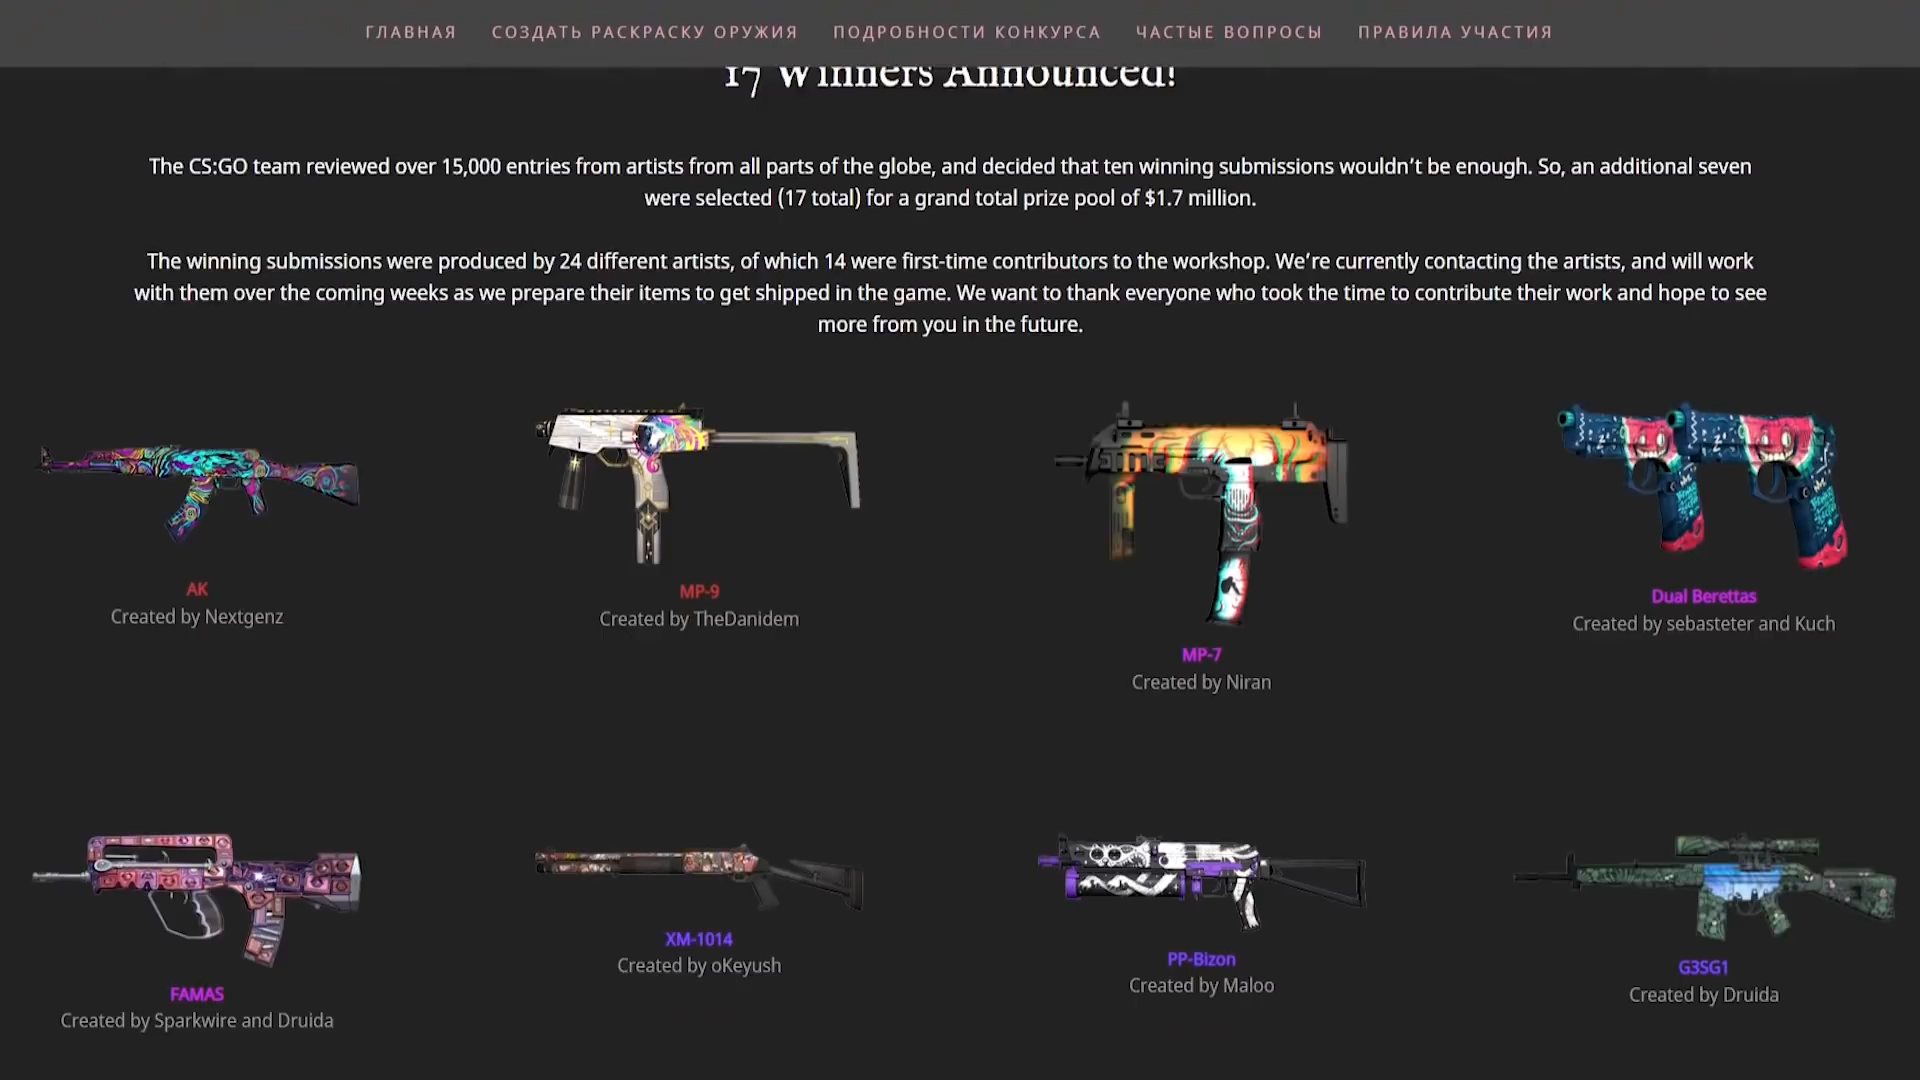 ГЛАВНАЯ СОЗДАТЬ РАСКРАСКУ ОРУЖИЯ ПОДРОБНОСТИ КОНКУРСА ЧАСТЫЕ ВОПРОСЫ ПРАВИЛА УЧАСТИЯ
17 Winners Announced!
The CS:GO team reviewed over 15,000 entries from artists from all parts of the globe, and decided that ten winning submissions wouldn’t be enough. So, an additional seven
were selected (17 total) for a grand total prize pool of $1.7 million.
The winning submissions were produced by 24 different artists, of which 14 were first-time contributors to the workshop. We’re currently contacting the artists, and will work
with them over the coming weeks as we prepare their items to get shipped in the game. We want to thank everyone who took the time to contribute their work and hope to see
more from you in the future.
AK
Created by Nextgenz
MP-9
Created by TheDanidem
MP-7
Created by Niran
Dual Berettas
Created by sebasteter and Kuch
FAMAS
Created by Sparkwire and Druida
XM-1014
Created by oKeyush
PP-Bizon
Created by Maloo
G3SG1
Created by Druida